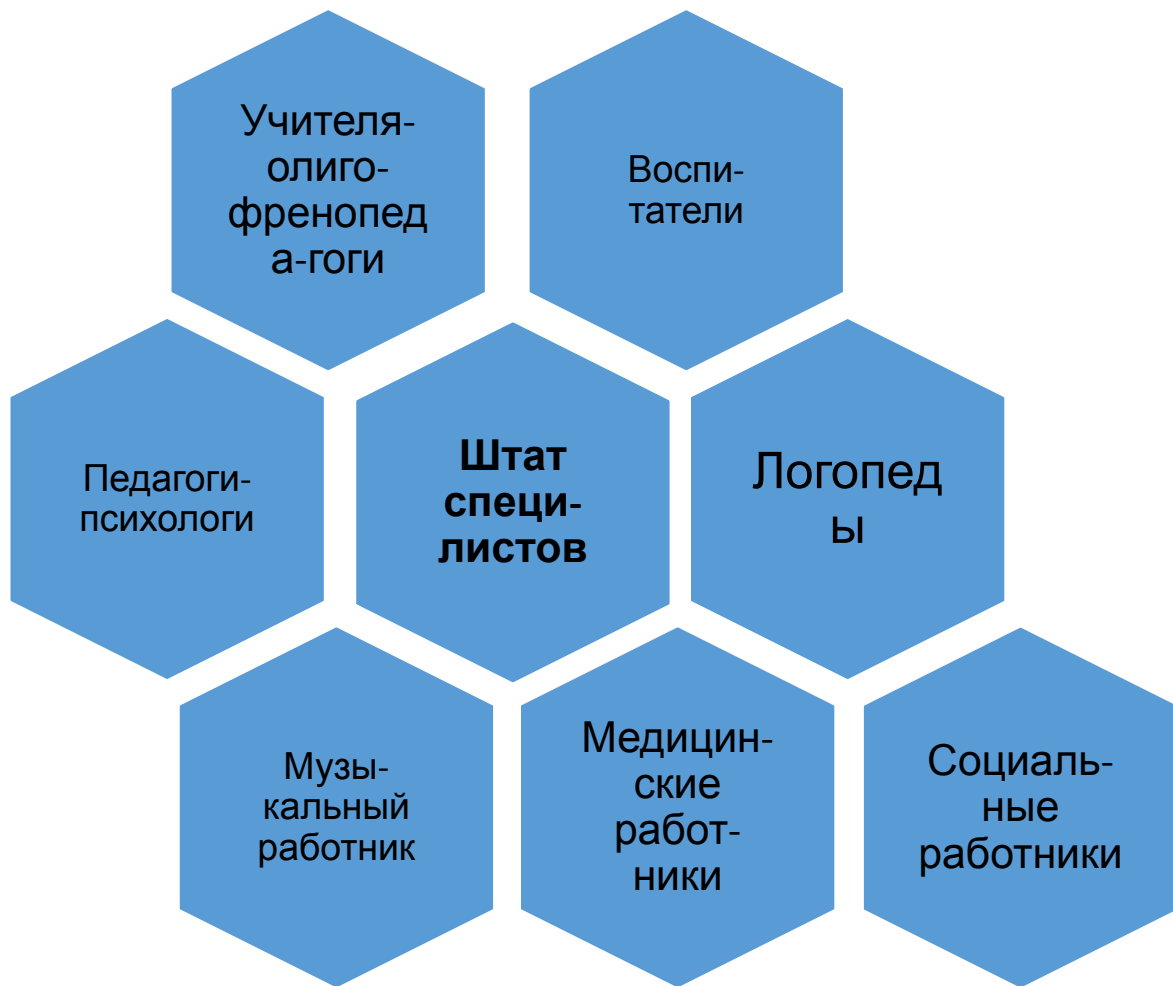 Учителя-
олиго-
френопед
а-гоги
Воспи-
татели
Педагоги-
психологи
Штат
специ-
листов
Логопед
ы
Музы-
кальный
работник
Медицин-
ские
работ-
ники
Социаль-
ные
работники